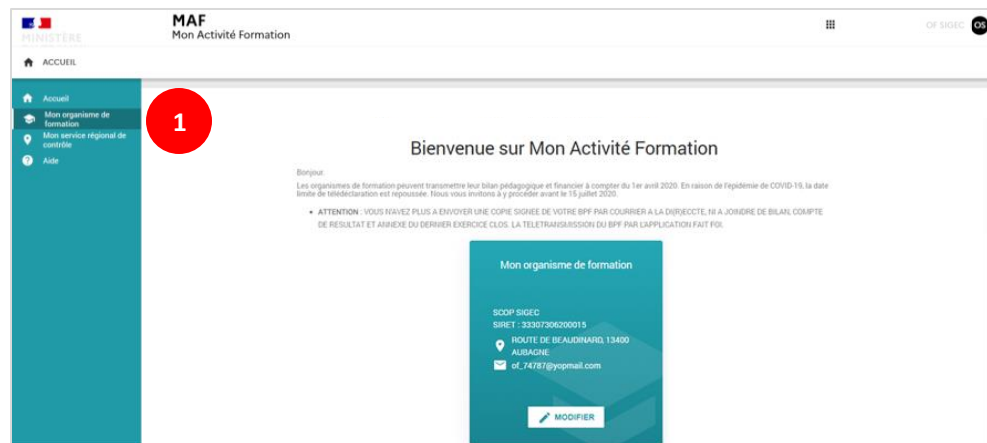 MAF
Mon Activité Formation
MINISTÈRE
OF SIGEC OS
ACCUEIL
Accueil
Mon organisme de
formation
Mon service régional de
contrôle
Aide
1
Bienvenue sur Mon Activité Formation
Bonjour.
Les organismes de formation peuvent transmettre leur bilan pédagogique et financier à compter du 1er avril 2020. En raison de l'épidémie de COVID-19, la date
limite de télédéclaration est repoussée. Nous vous invitons à y procéder avant le 15 juillet 2020.
• ATTENTION : VOUS N'AVEZ PLUS A ENVOYER UNE COPIE SIGNEE DE VOTRE BPF PAR COURRIER A LA DI(R)ECCTE, NI A JOINDRE DE BILAN, COMPTE
DE RESULTAT ET ANNEXE DU DERNIER EXERCICE CLOS. LA TELETRANSMISSION DU BPF PAR L'APPLICATION FAIT FOI.
Mon organisme de formation
SCOP SIGEC
SIRET : 33307306200015
ROUTE DE BEAUDINARD, 13400
AUBAGNE
of_74787@yopmail.com
MODIFIER